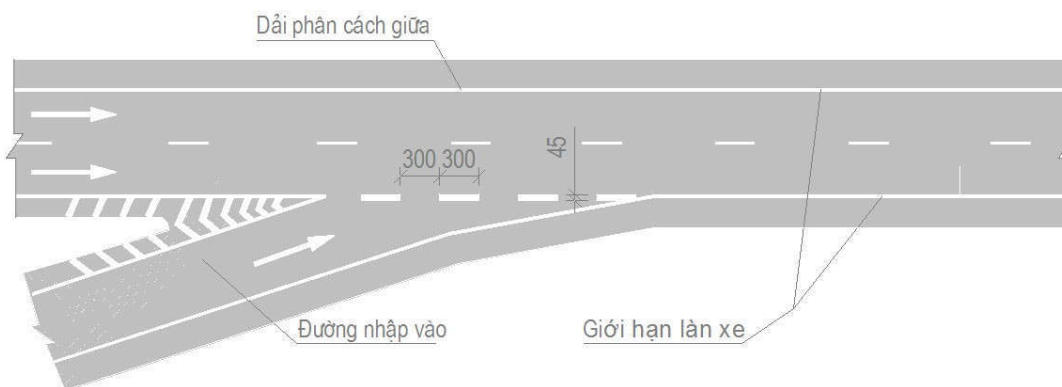 Dải phân cách giữa
300 300
45
Đường nhập vào
Giới hạn làn xe